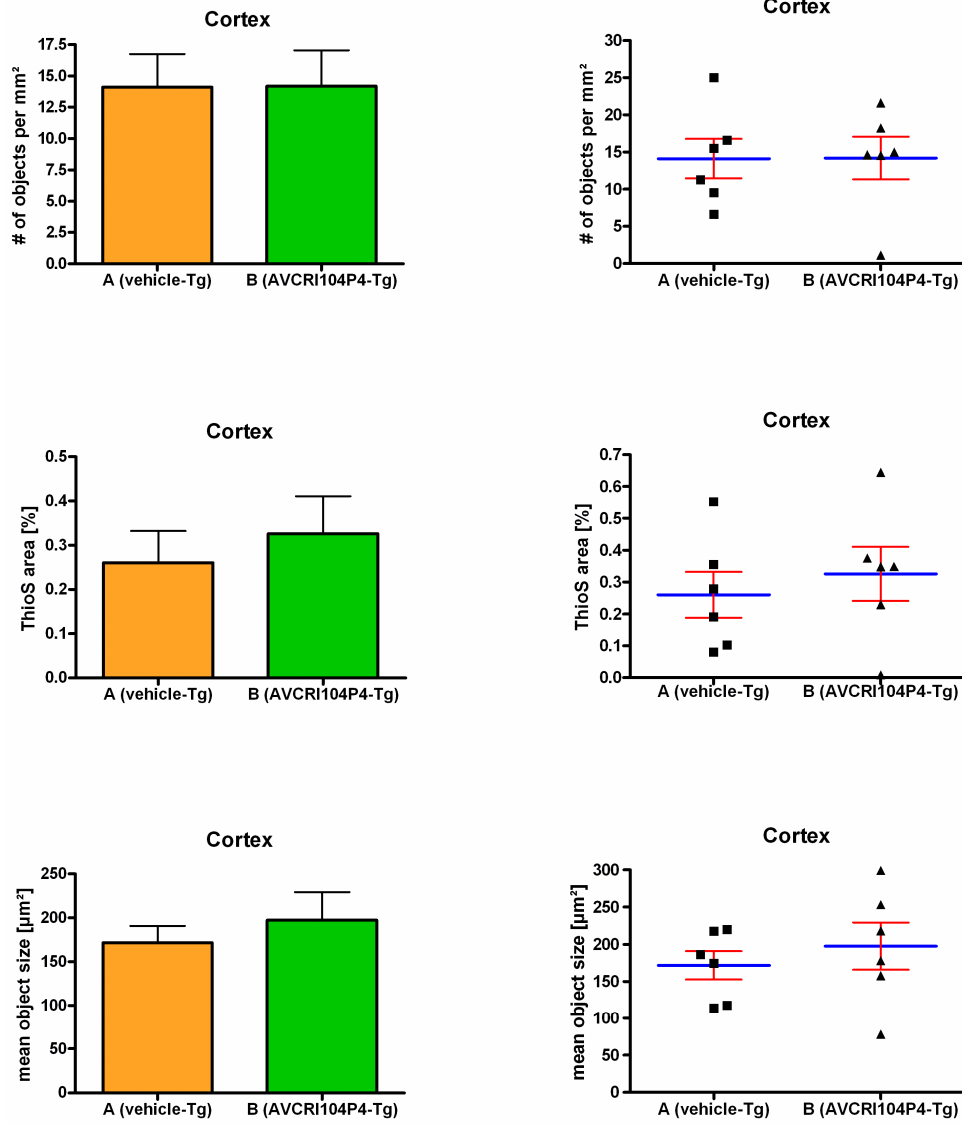 Cortex
# of objects per mm²
17.5
15.0
12.5
10.0
7.5
5.0
2.5
0.0
A (vehicle-Tg) B (AVCRI104P4-Tg)
Cortex
# of objects per mm²
30
25
20
15
10
5
0
A (vehicle-Tg) B (AVCRI104P4-Tg)
Cortex
ThioS area [%]
0.5
0.4
0.3
0.2
0.1
0.0
A (vehicle-Tg) B (AVCRI104P4-Tg)
Cortex
ThioS area [%]
0.7
0.6
0.5
0.4
0.3
0.2
0.1
0.0
A (vehicle-Tg) B (AVCRI104P4-Tg)
Cortex
mean object size [µm²]
250
200
150
100
50
0
A (vehicle-Tg) B (AVCRI104P4-Tg)
Cortex
mean object size [µm²]
300
250
200
150
100
50
0
A (vehicle-Tg) B (AVCRI104P4-Tg)